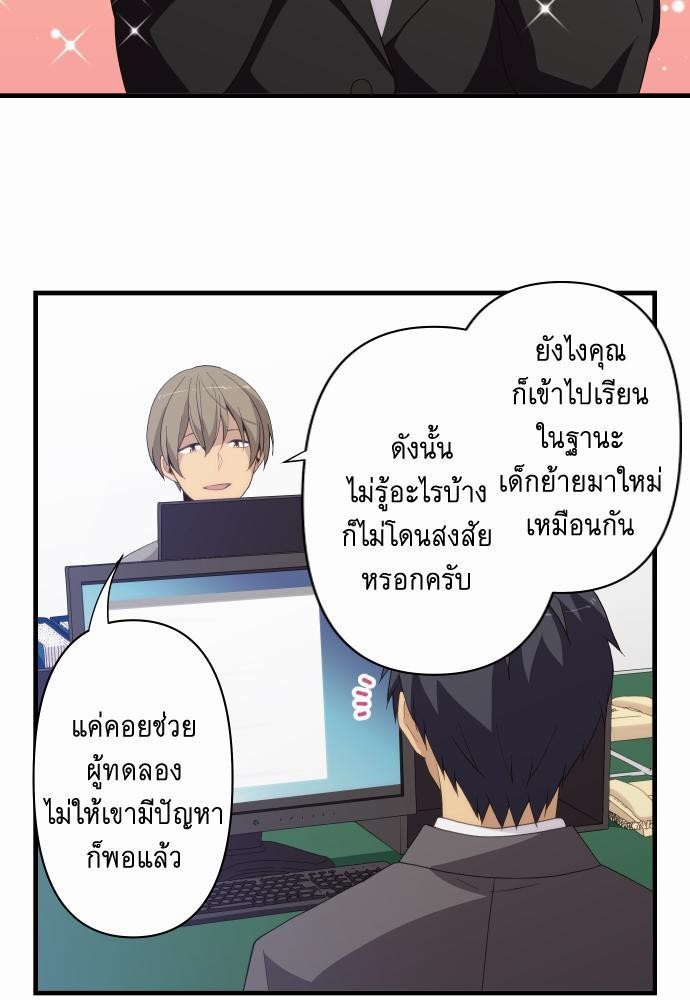 ยังไงคุณ
ก็เข้าไปเรียน
ในฐานะ
เด็กย้ายมาใหม่
เหมือนกัน
ดังนั้น
ไม่รู้อะไรบ้าง
ก็ไม่โดนสงสัย
หรอกครับ
แค่คอยช่วย
ผู้ทดลอง
ไม่ให้เขามีปัญหา
ก็พอแล้ว